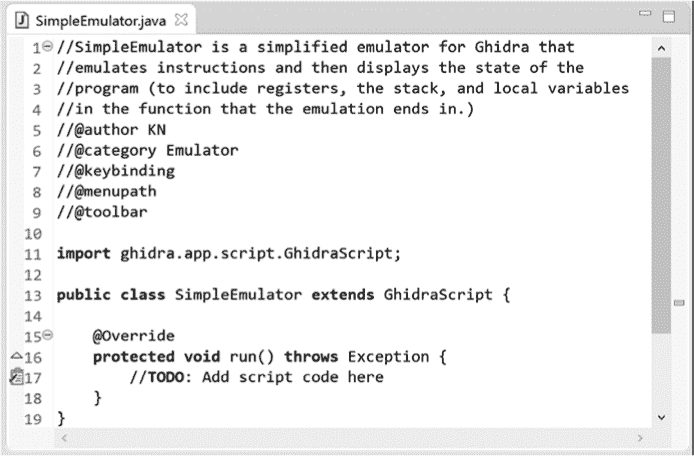 SimpleEmulator.java
1 //SimpleEmulator is a simplified emulator for Ghidra that
2 //emulates instructions and then displays the state of the
3 //program (to include registers, the stack, and local variables
4 //in the function that the emulation ends in.)
5 //@author KN
6 //@category Emulator
7 //@keybinding
8 //@menupath
9 //@toolbar
10
11 import ghidra.app.script.GhidraScript;
12
13 public class SimpleEmulator extends GhidraScript {
14
15     @Override
16     protected void run() throws Exception {
17         //TODO: Add script code here
18     }
19 }